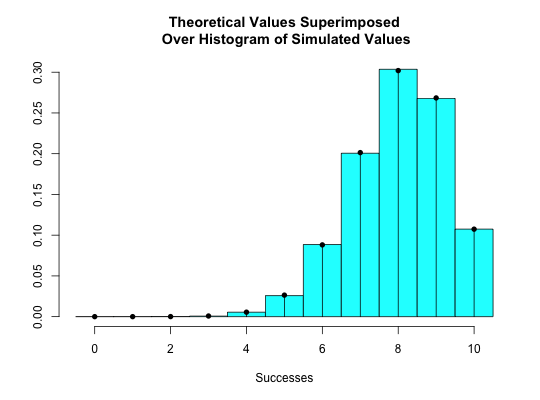 Theoretical Values Superimposed
Over Histogram of Simulated Values
0.30
0.25
0.20
0.15
0.10
0.05
0.00
0 2 4 6 8 10
Successes